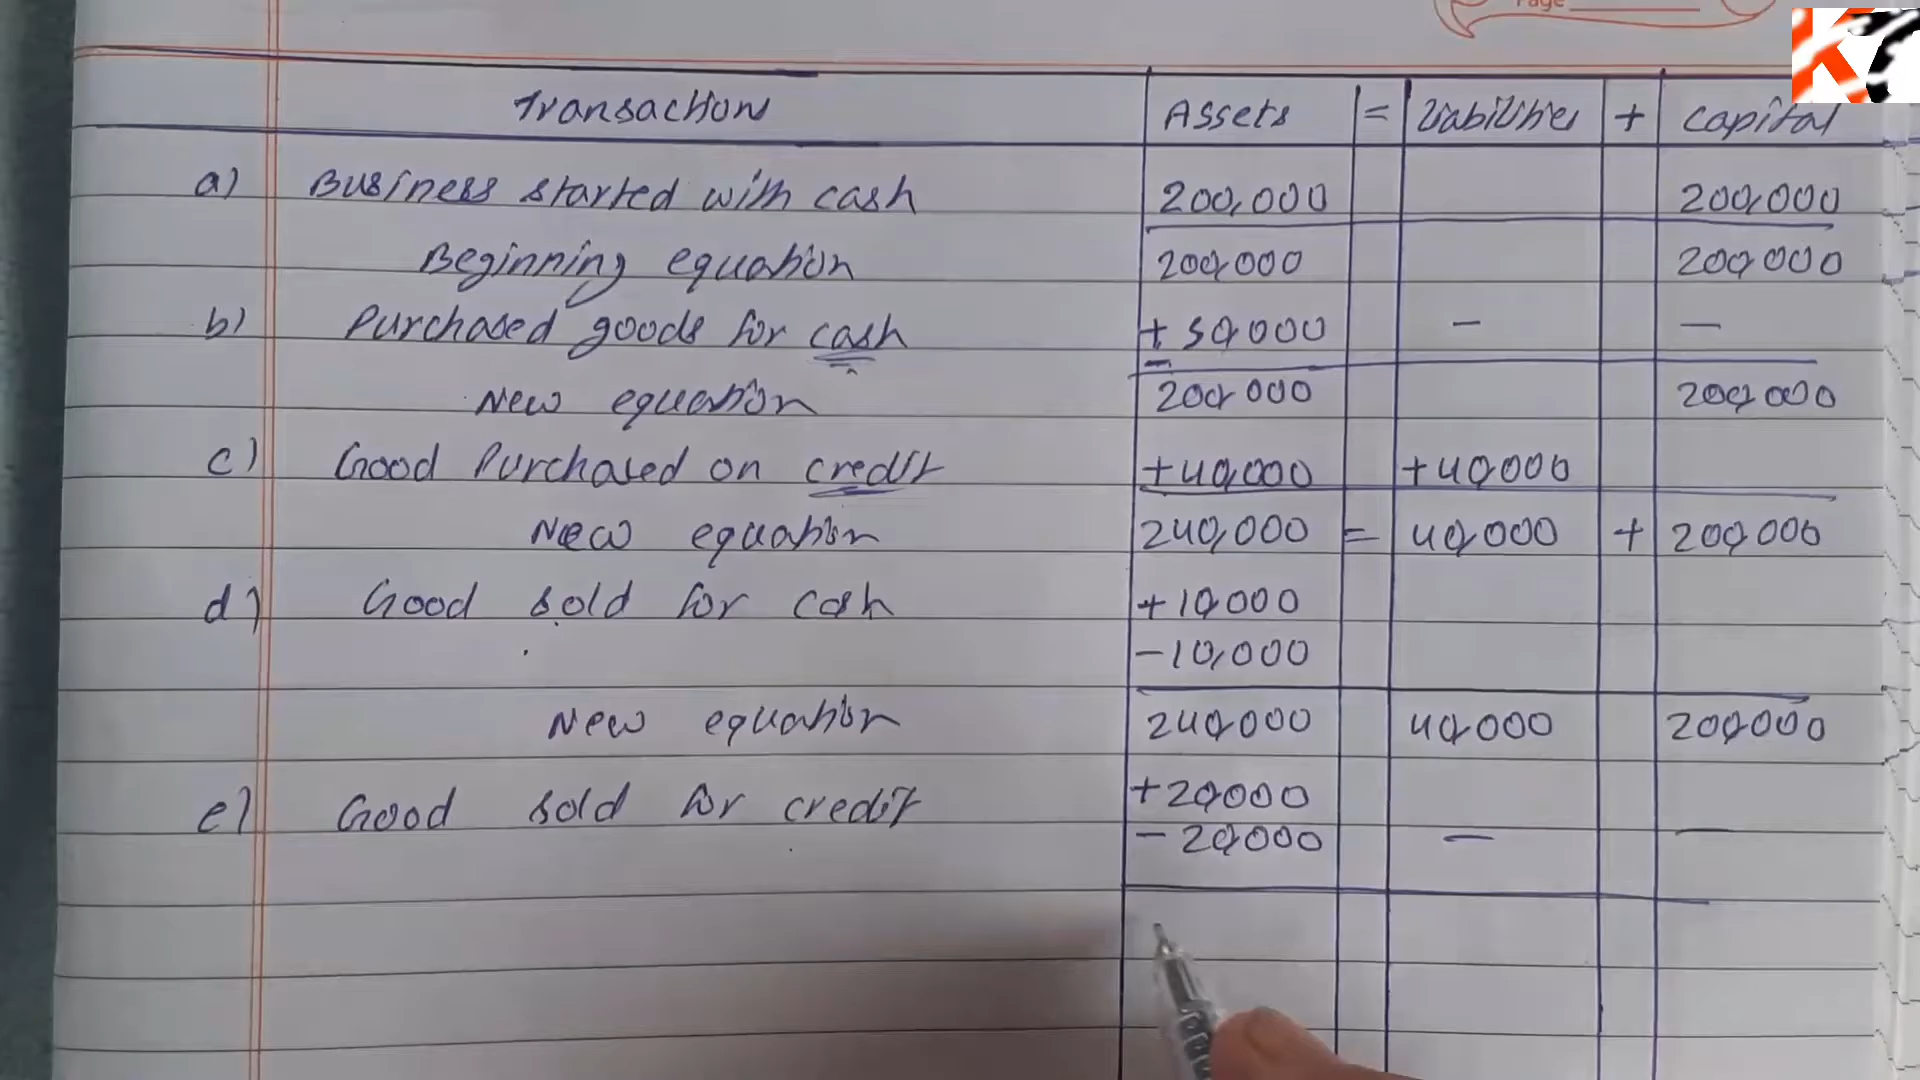 Page
Transaction Assets = Liabilities + Capital
a) Business started with cash 200,000 200,000
Beginning equation 200,000 200,000
b) Purchased goods for cash ± 50,000 — —
New equation 200,000 200,000
c) Good Purchased on credit +40,000 +40,000
New equation 240,000 = 40,000 + 200,000
d) Good sold for cash +10,000
-10,000
New equation 240,000 40,000 200,000
e) Good sold for credit +20,000
- 20,000 — —